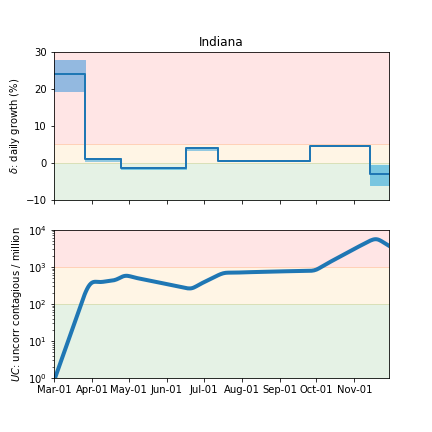 Indiana
δ: daily growth (%)
30
20
10
0
−10
UC: uncorr contagious / million
10⁴
10³
10²
10¹
10⁰
Mar-01 Apr-01 May-01 Jun-01 Jul-01 Aug-01 Sep-01 Oct-01 Nov-01